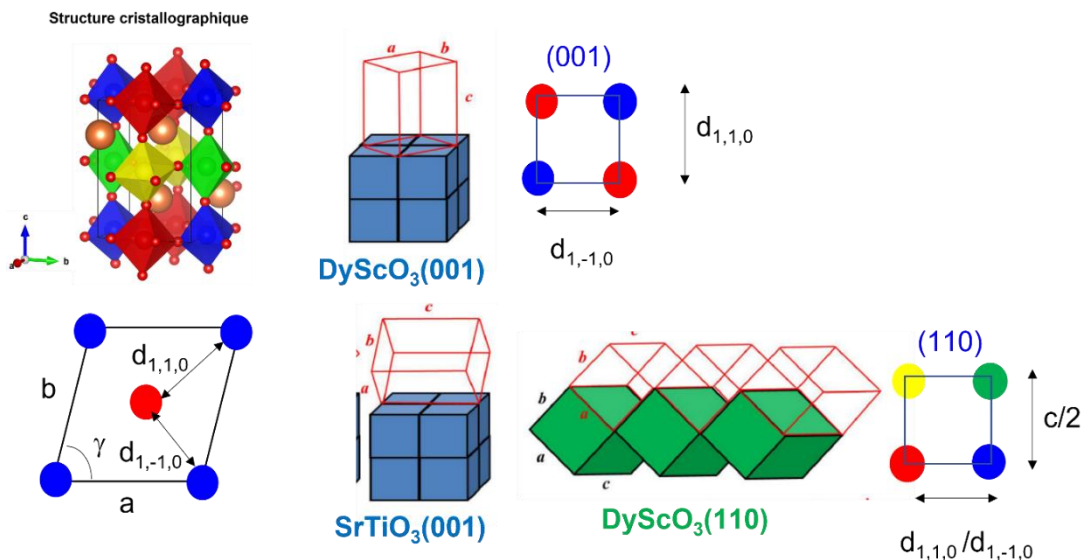 Structure cristallographique
c
a
b
a
b
c
DyScO3(001)
(001)
d1,1,0
d1,-1,0
b
d1,1,0
γ
d1,-1,0
a
c
b
a
SrTiO3(001)
c
b
b
a
a
c
DyScO3(110)
(110)
c/2
d1,1,0 /d1,-1,0